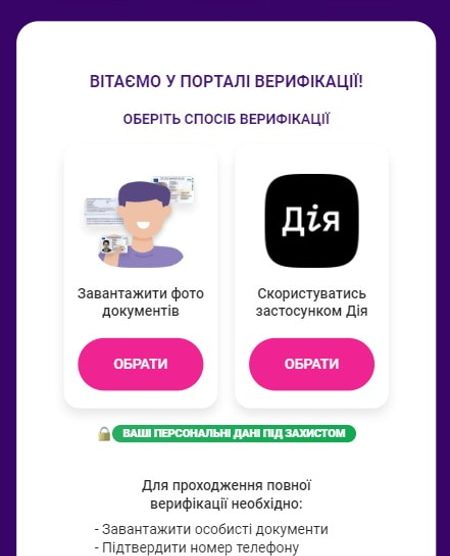 ВІТАЄМО У ПОРТАЛІ ВЕРИФІКАЦІЇ!
ОБЕРІТЬ СПОСІБ ВЕРИФІКАЦІЇ
Дія
Завантажити фото
документів
Скористуватись
застосунком Дія
ОБРАТИ
ОБРАТИ
ВАШІ ПЕРСОНАЛЬНІ ДАНІ ПІД ЗАХИСТОМ
Для проходження повної
верифікації необхідно:
- Завантажити особисті документи
- Підтвердити номер телефону